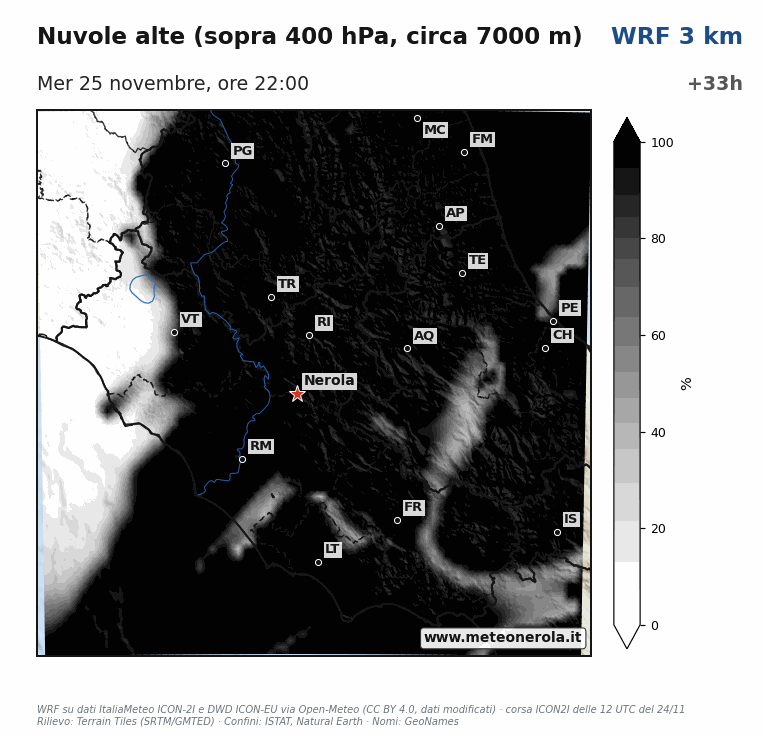 Nuvole alte (sopra 400 hPa, circa 7000 m) WRF 3 km
Mer 25 novembre, ore 22:00 +33h
MC
FM
PG
AP
TE
TR
PE
VT
RI
AQ
CH
Nerola
RM
FR
IS
LT
www.meteonerola.it
100
80
60
40
20
0
%
WRF su dati ItaliaMeteo ICON-2I e DWD ICON-EU via Open-Meteo (CC BY 4.0, dati modificati) · corsa ICON2I delle 12 UTC del 24/11
Rilievo: Terrain Tiles (SRTM/GMTED) · Confini: ISTAT, Natural Earth · Nomi: GeoNames